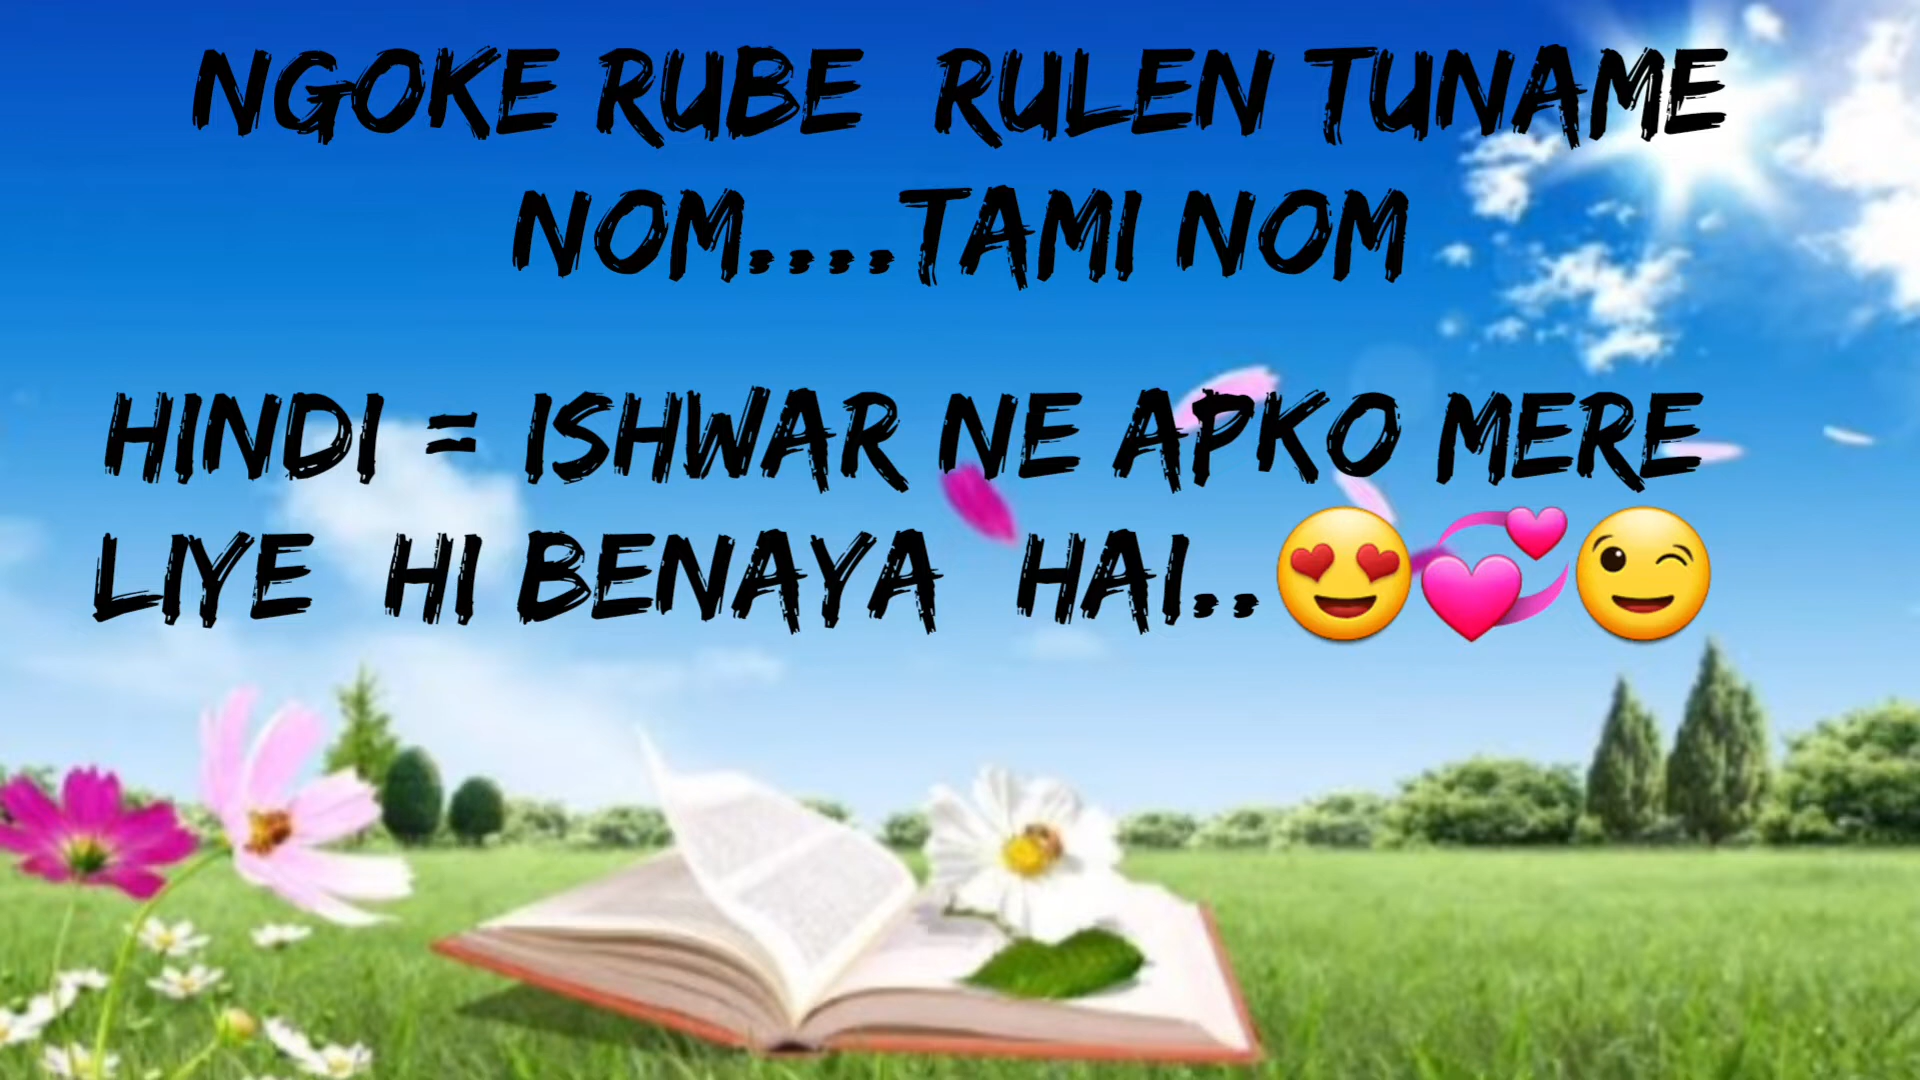 NGOKE RUBE RULEN TUNAME
NOM....TAMI NOM
HINDI = ISHWAR NE APKO MERE
LIYE HI BENAYA HAI..😍💞😉